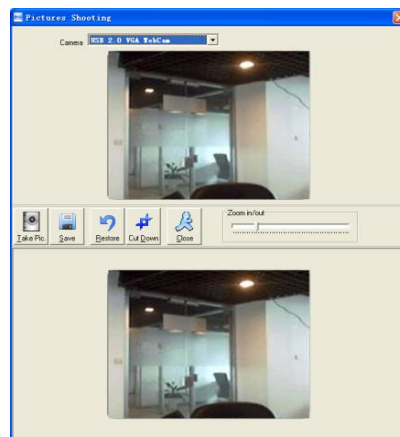 Pictures Shooting
Camera USB 2.0 VGA WebCam
Take Pic. Save Restore Cut Down Close Zoom in/out